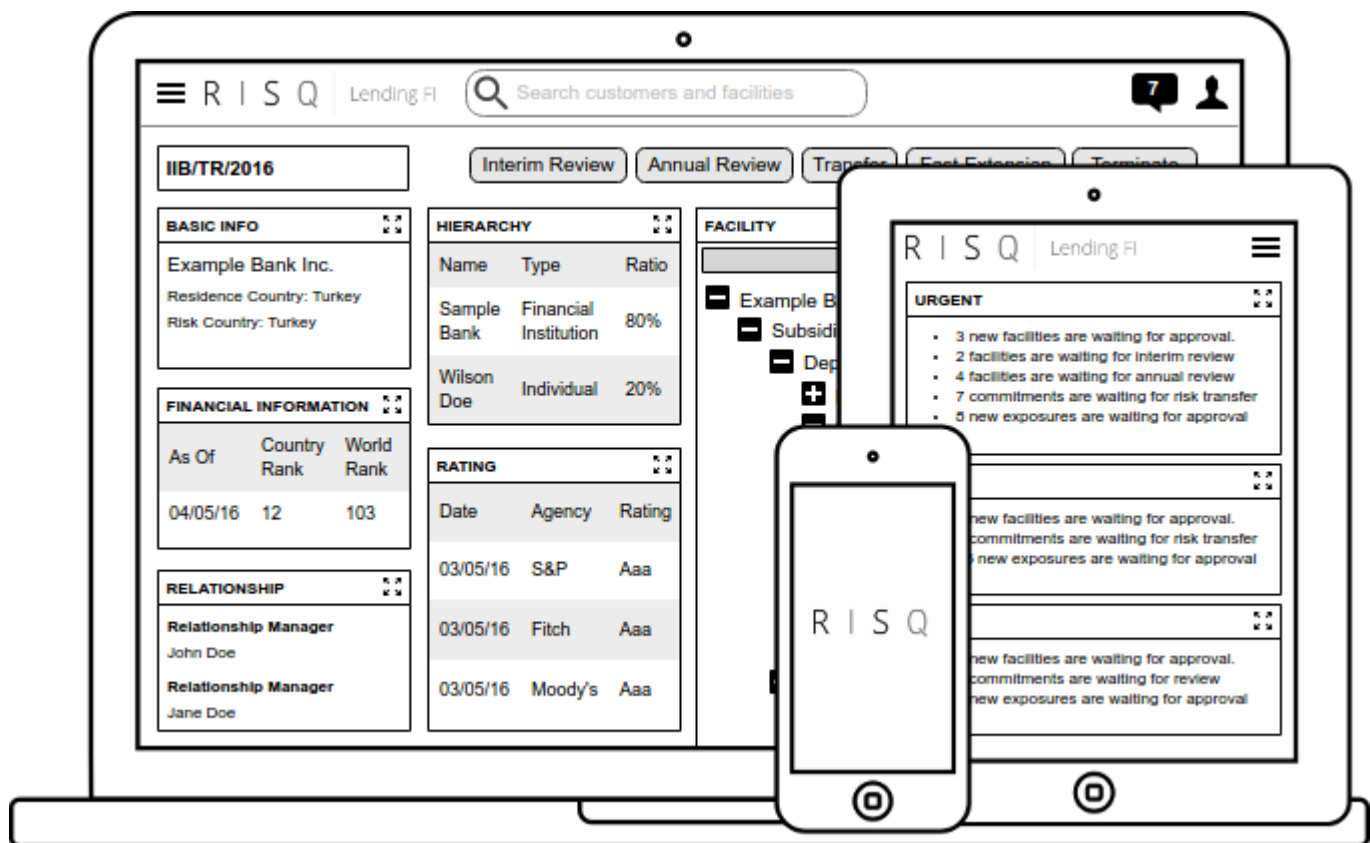 R I S Q Lending FI Search customers and facilities 7
IIB/TR/2016 Interim Review Annual Review Transfer Fast Extension Terminate
BASIC INFO
Example Bank Inc.
Residence Country: Turkey
Risk Country: Turkey
FINANCIAL INFORMATION
As Of Country Rank World Rank
04/05/16 12 103
RELATIONSHIP
Relationship Manager
John Doe
Relationship Manager
Jane Doe
HIERARCHY
Name Type Ratio
Sample Bank Financial Institution 80%
Wilson Doe Individual 20%
RATING
Date Agency Rating
03/05/16 S&P Aaa
03/05/16 Fitch Aaa
03/05/16 Moody's Aaa
FACILITY
Example B
Subsidi
Dep
R I S Q Lending FI
URGENT
3 new facilities are waiting for approval.
2 facilities are waiting for interim review
4 facilities are waiting for annual review
7 commitments are waiting for risk transfer
5 new exposures are waiting for approval
new facilities are waiting for approval.
commitments are waiting for risk transfer
new exposures are waiting for approval
new facilities are waiting for approval.
commitments are waiting for review
new exposures are waiting for approval
R I S Q